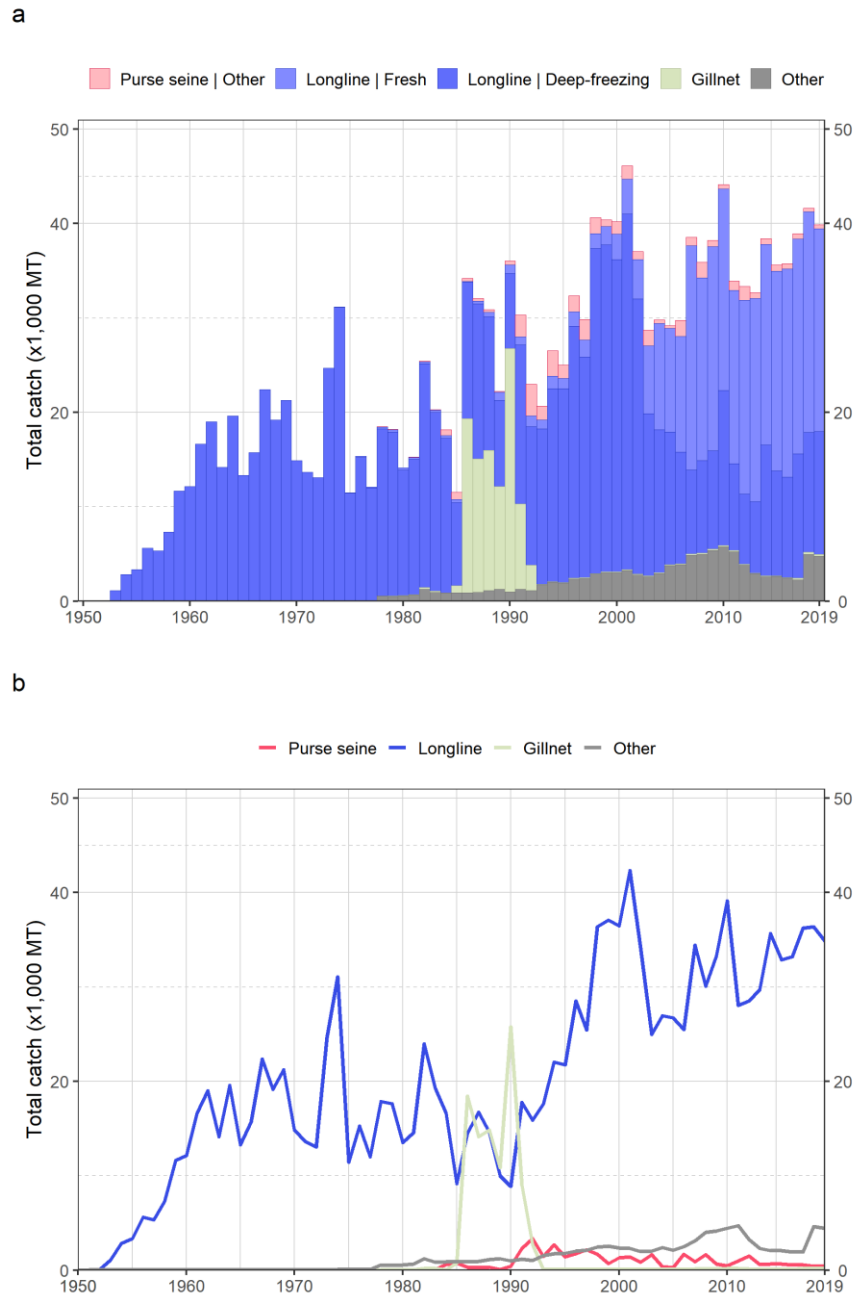 a
Purse seine | Other Longline | Fresh Longline | Deep-freezing Gillnet Other
Total catch (x1,000 MT)
50 50
40 40
20 20
0 0
1950 1960 1970 1980 1990 2000 2010 2019
b
Purse seine Longline Gillnet Other
Total catch (x1,000 MT)
50 50
40 40
20 20
0 0
1950 1960 1970 1980 1990 2000 2010 2019